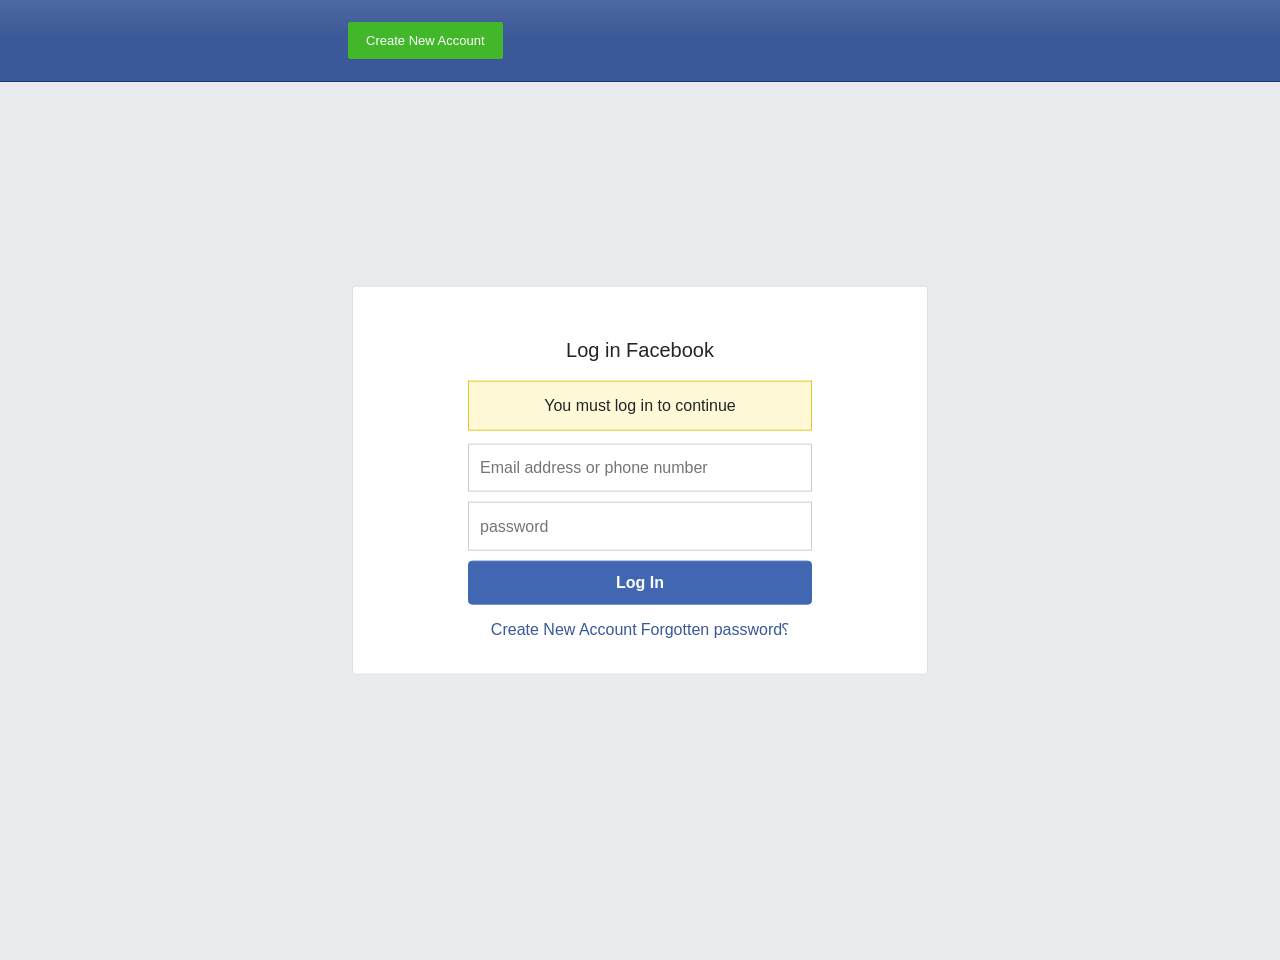 Create New Account
Log in Facebook
You must log in to continue
Email address or phone number
password
Log In
Create New Account Forgotten password؟